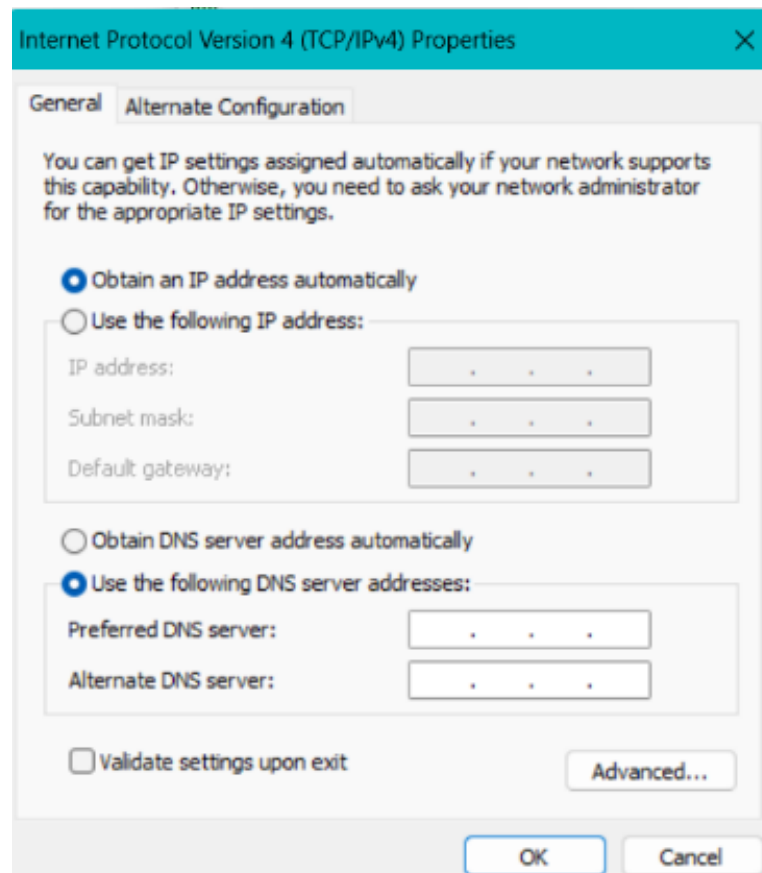 Internet Protocol Version 4 (TCP/IPv4) Properties
General
Alternate Configuration
You can get IP settings assigned automatically if your network supports
this capability. Otherwise, you need to ask your network administrator
for the appropriate IP settings.
Obtain an IP address automatically
Use the following IP address:
IP address:
. . .
Subnet mask:
. . .
Default gateway:
. . .
Obtain DNS server address automatically
Use the following DNS server addresses:
Preferred DNS server:
. . .
Alternate DNS server:
. . .
Validate settings upon exit
Advanced...
OK
Cancel